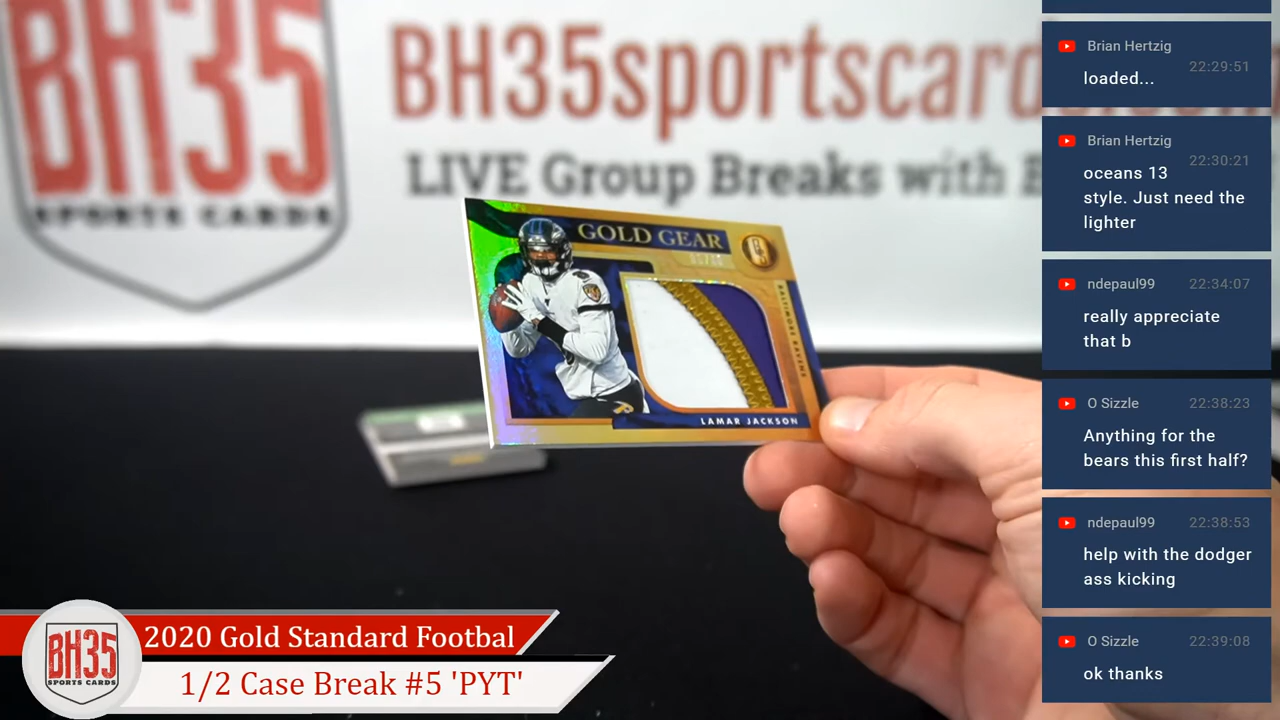 BH35
SPORTS CARDS
BH35sportscards.com
LIVE Group Breaks with
GOLD GEAR
BALTIMORE RAVENS
LAMAR JACKSON
2020 Gold Standard Footbal
1/2 Case Break #5 'PYT'
BH35
SPORTS CARDS
Brian Hertzig
22:29:51
loaded...
Brian Hertzig
22:30:21
oceans 13
style. Just need the
lighter
ndepaul99 22:34:07
really appreciate
that b
O Sizzle 22:38:23
Anything for the
bears this first half?
ndepaul99 22:38:53
help with the dodger
ass kicking
O Sizzle 22:39:08
ok thanks